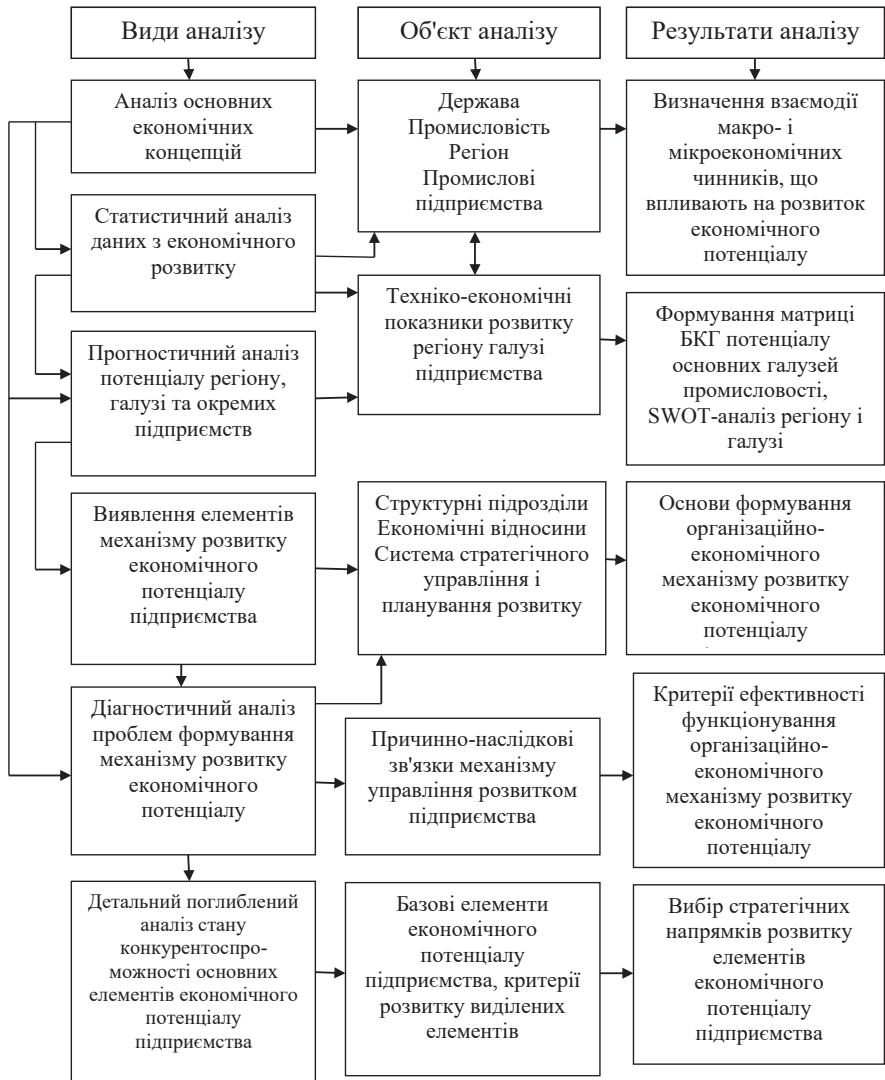 Види аналізу
Об'єкт аналізу
Результати аналізу
Аналіз основних
економічних
концепцій
Держава
Промисловість
Регіон
Промислові
підприємства
Визначення взаємодії
макро- і
мікроекономічних
чинників, що
впливають на розвиток
економічного
потенціалу
Статистичний аналіз
даних з економічного
розвитку
Техніко-економічні
показники розвитку
регіону галузі
підприємства
Формування матриці
БКГ потенціалу
основних галузей
промисловості,
SWOT-аналіз регіону і
галузі
Прогностичний аналіз
потенціалу регіону,
галузі та окремих
підприємств
Виявлення елементів
механізму розвитку
економічного
потенціалу
підприємства
Структурні підрозділи
Економічні відносини
Система стратегічного
управління і
планування розвитку
Основи формування
організаційно-
економічного
механізму розвитку
економічного
потенціалу
Діагностичний аналіз
проблем формування
механізму розвитку
економічного
потенціалу
Причинно-наслідкові
зв'язки механізму
управління розвитком
підприємства
Критерії ефективності
функціонування
організаційно-
економічного
механізму розвитку
економічного
потенціалу
Детальний поглиблений
аналіз стану
конкурентоспро-
можності основних
елементів економічного
потенціалу
підприємства
Базові елементи
економічного
потенціалу
підприємства, критерії
розвитку виділених
елементів
Вибір стратегічних
напрямків розвитку
елементів
економічного
потенціалу
підприємства